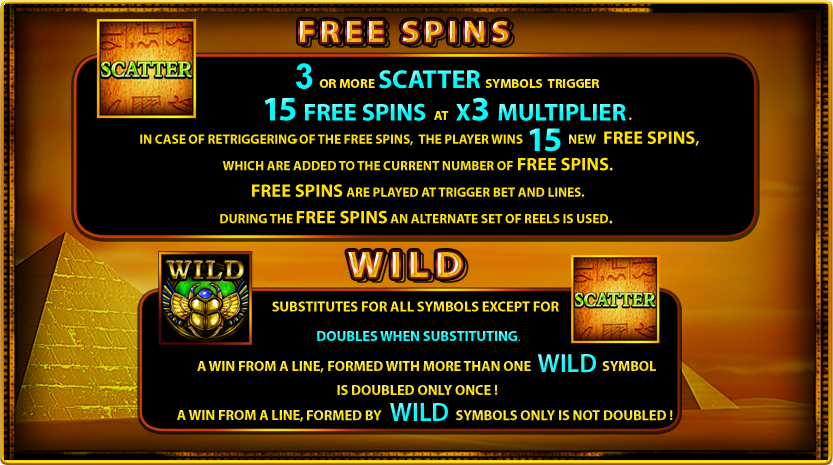 FREE SPINS
SCATTER
3 OR MORE SCATTER SYMBOLS TRIGGER
15 FREE SPINS AT X3 MULTIPLIER.
IN CASE OF RETRIGGERING OF THE FREE SPINS, THE PLAYER WINS 15 NEW FREE SPINS,
WHICH ARE ADDED TO THE CURRENT NUMBER OF FREE SPINS.
FREE SPINS ARE PLAYED AT TRIGGER BET AND LINES.
DURING THE FREE SPINS AN ALTERNATE SET OF REELS IS USED.
WILD
WILD
SUBSTITUTES FOR ALL SYMBOLS EXCEPT FOR
SCATTER
DOUBLES WHEN SUBSTITUTING.
A WIN FROM A LINE, FORMED WITH MORE THAN ONE WILD SYMBOL
IS DOUBLED ONLY ONCE !
A WIN FROM A LINE, FORMED BY WILD SYMBOLS ONLY IS NOT DOUBLED !